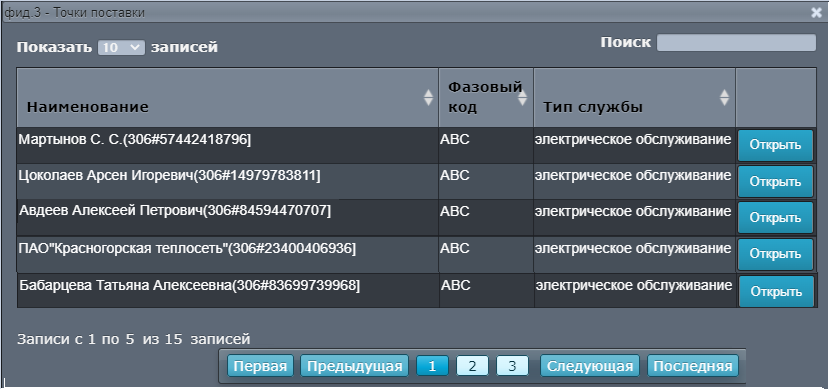 фид.3 - Точки поставки
Показать 10 записей
Поиск
Наименование Фазовый код Тип службы
Мартынов С. С.(306#57442418796] ABC электрическое обслуживание Открыть
Цоколаев Арсен Игоревич(306#14979783811] ABC электрическое обслуживание Открыть
Авдеев Алексеей Петрович(306#84594470707] ABC электрическое обслуживание Открыть
ПАО"Красногорская теплосеть"(306#23400406936] ABC электрическое обслуживание Открыть
Бабарцева Татьяна Алексеевна(306#83699739968] ABC электрическое обслуживание Открыть
Записи с 1 по 5 из 15 записей
Первая Предыдущая 1 2 3 Следующая Последняя